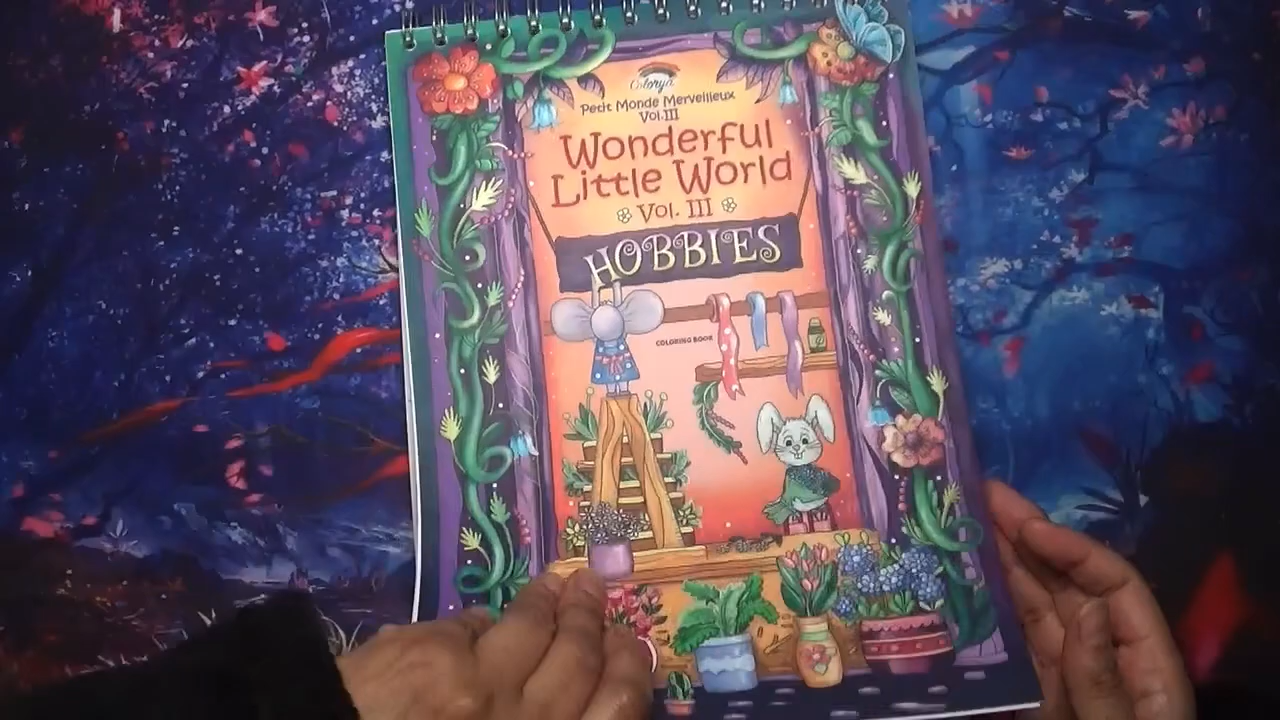 Colorya
Petit Monde Merveilleux
Vol.III
Wonderful
Little World
Vol. III
HOBBIES
COLORING BOOK